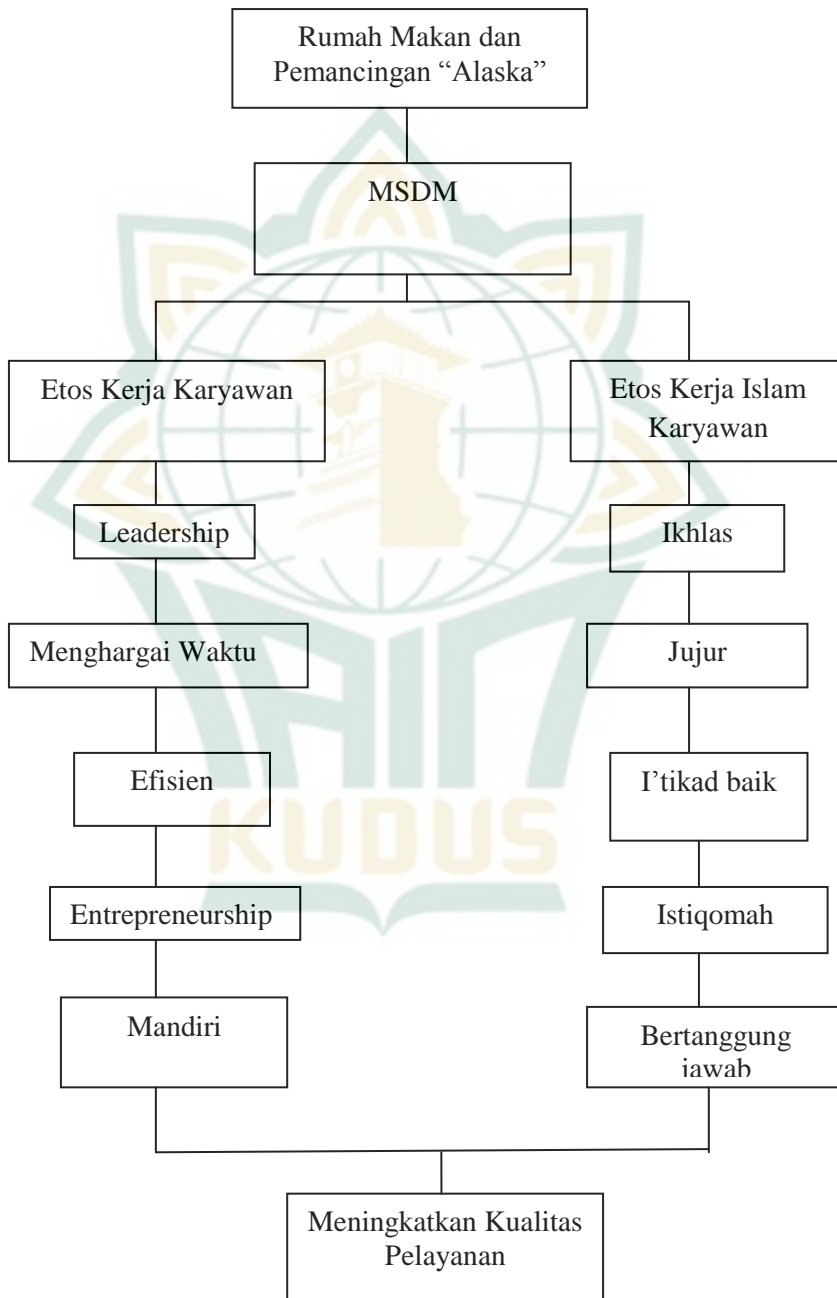 Rumah Makan dan
Pemancingan “Alaska”
MSDM
Etos Kerja Karyawan
Etos Kerja Islam
Karyawan
Leadership
Ikhlas
Menghargai Waktu
Jujur
Efisien
I’tikad baik
Entrepreneurship
Istiqomah
Mandiri
Bertanggung
jawab
Meningkatkan Kualitas
Pelayanan
IAIN
KUDUS